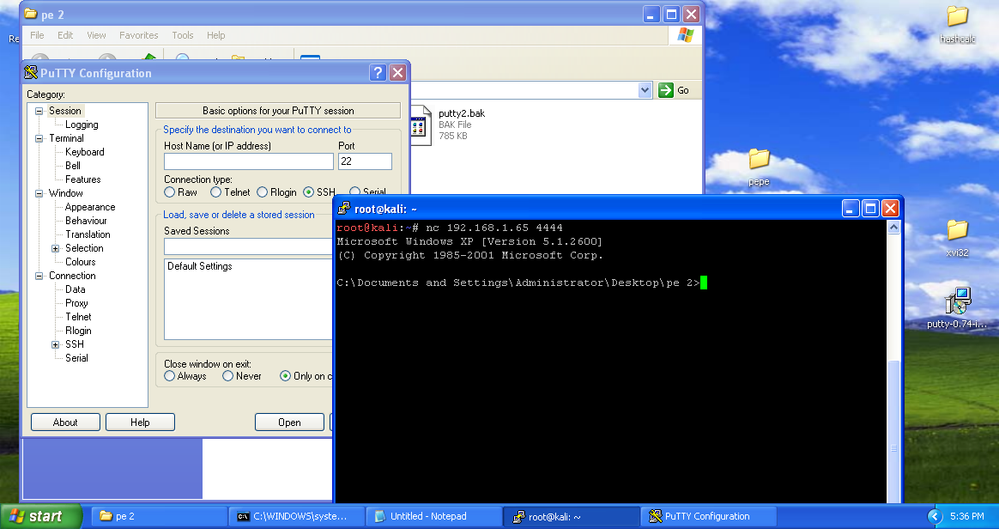 Re
pe 2
File Edit View Favorites Tools Help
Go
putty2.bak
BAK File
785 KB
PuTTY Configuration
Category:
Session
Logging
Terminal
Keyboard
Bell
Features
Window
Appearance
Behaviour
Translation
Selection
Colours
Connection
Data
Proxy
Telnet
Rlogin
SSH
Serial
Basic options for your PuTTY session
Specify the destination you want to connect to
Host Name (or IP address) Port
22
Connection type:
Raw Telnet Rlogin SSH Serial
Load, save or delete a stored session
Saved Sessions
Default Settings
Close window on exit:
Always Never Only on c
About Help Open
root@kali: ~
root@kali:~# nc 192.168.1.65 4444
Microsoft Windows XP [Version 5.1.2600]
(C) Copyright 1985-2001 Microsoft Corp.
C:\Documents and Settings\Administrator\Desktop\pe 2>
hashcalc
pepe
xvi32
putty-0.74-i...
start
pe 2
C:\WINDOWS\syste...
Untitled - Notepad
root@kali: ~
PuTTY Configuration
5:36 PM